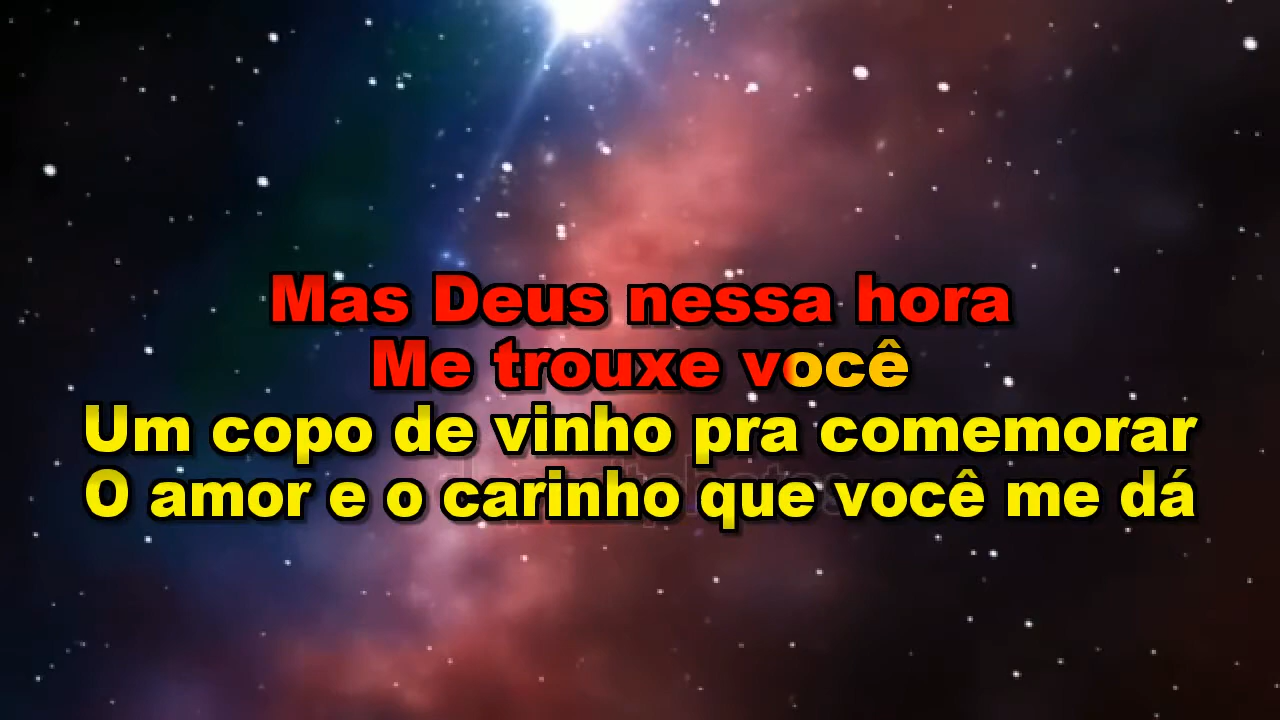 Mas Deus nessa hora
Me trouxe você
Um copo de vinho pra comemorar
O amor e o carinho que você me dá
depositphotos